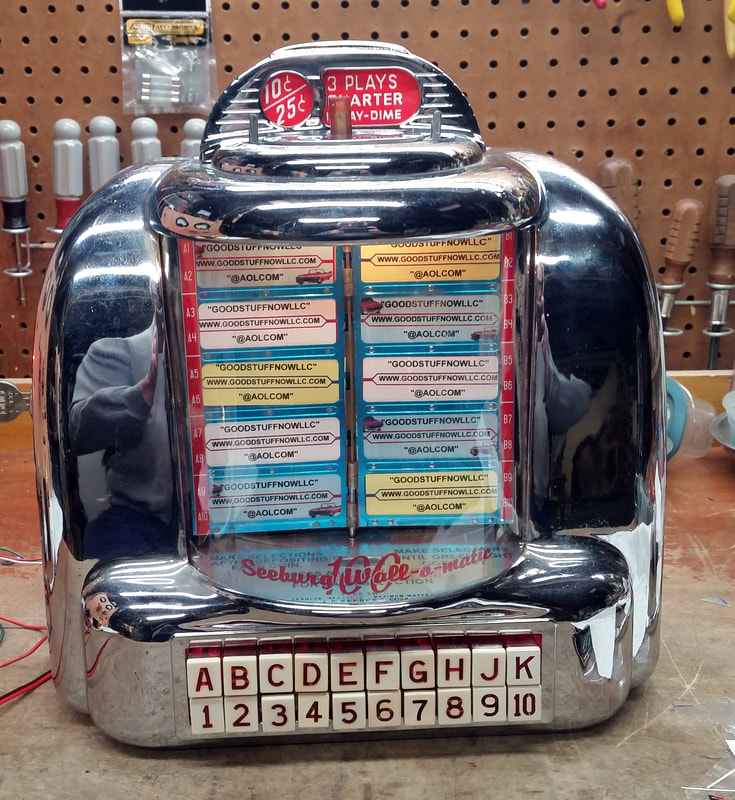 10¢
25¢
3 PLAYS
QUARTER
PLAY-DIME
A1
"GOODSTUFFNOWLLC"
WWW.GOODSTUFFNOWLLC.COM
A2
"@AOLCOM"
A3
"GOODSTUFFNOWLLC"
WWW.GOODSTUFFNOWLLC.COM
A4
"@AOLCOM"
A5
"GOODSTUFFNOWLLC"
WWW.GOODSTUFFNOWLLC.COM
A6
"@AOLCOM"
A7
"GOODSTUFFNOWLLC"
WWW.GOODSTUFFNOWLLC.COM
A8
"@AOLCOM"
A9
"GOODSTUFFNOWLLC"
WWW.GOODSTUFFNOWLLC.COM
A10
"@AOLCOM"
B1
"GOODSTUFFNOWLLC"
WWW.GOODSTUFFNOWLLC.COM
B2
"@AOLCOM"
B3
"GOODSTUFFNOWLLC"
WWW.GOODSTUFFNOWLLC.COM
B4
"@AOLCOM"
B5
"GOODSTUFFNOWLLC"
WWW.GOODSTUFFNOWLLC.COM
B6
"@AOLCOM"
B7
"GOODSTUFFNOWLLC"
WWW.GOODSTUFFNOWLLC.COM
B8
"@AOLCOM"
B9
"GOODSTUFFNOWLLC"
WWW.GOODSTUFFNOWLLC.COM
B10
"@AOLCOM"
MAKE SELECTIONS
AFTER DEPOSITING
Seeburg 100 Wall-o-matic
A B C D E F G H J K
1 2 3 4 5 6 7 8 9 10